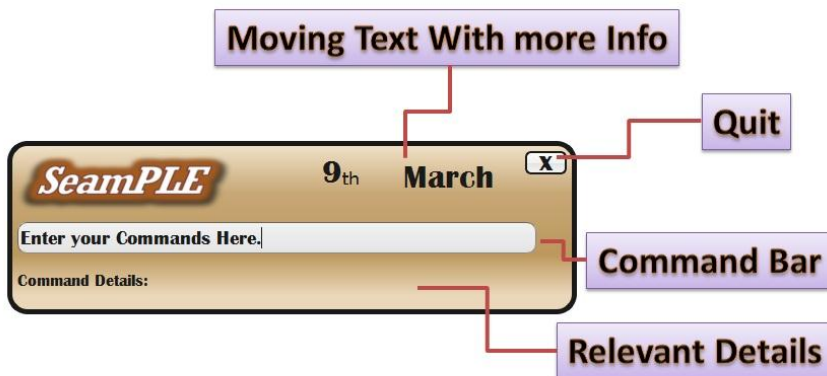 Moving Text With more Info
Quit
SeamPLE
9th March
X
Enter your Commands Here.
Command Bar
Command Details:
Relevant Details